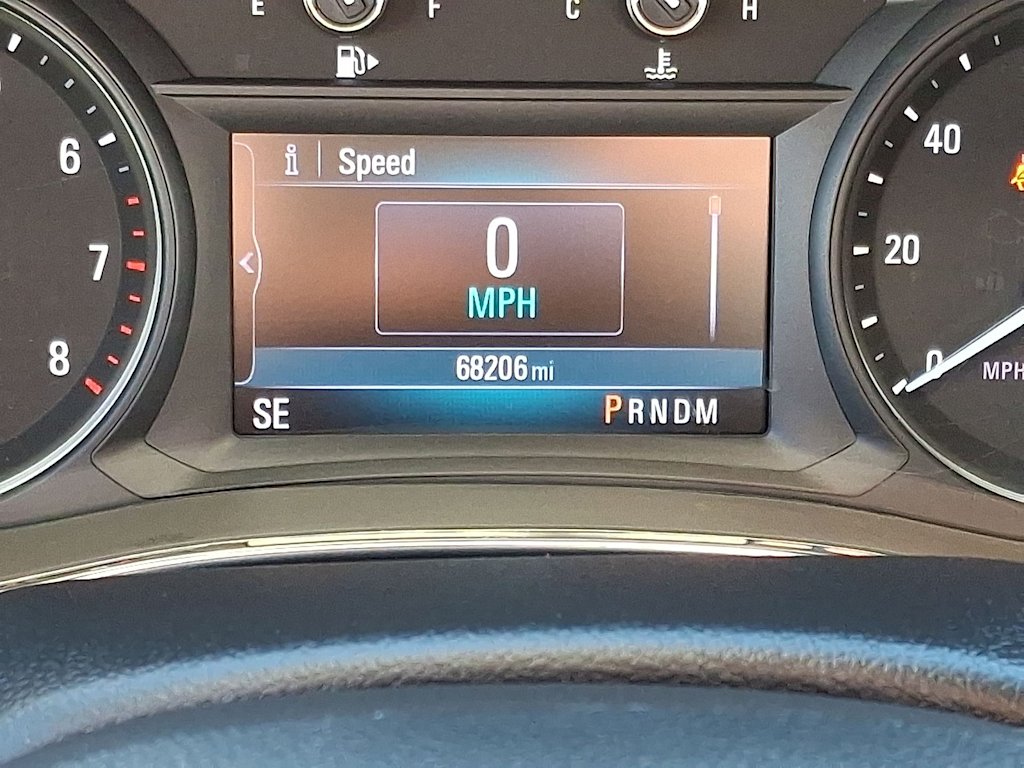 E F C H
i Speed
0
MPH
68206 mi
SE PRNDM
6
7
8
40
20
0
MPH